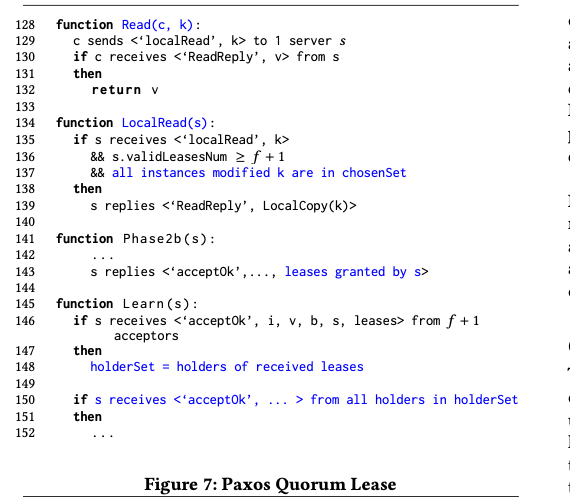 128 function Read(c, k):
129 c sends <‘localRead’, k> to 1 server s
130 if c receives <‘ReadReply’, v> from s
131 then
132 return v
133
134 function LocalRead(s):
135 if s receives <‘localRead’, k>
136 && s.validLeasesNum ≥ f + 1
137 && all instances modified k are in chosenSet
138 then
139 s replies <‘ReadReply’, LocalCopy(k)>
140
141 function Phase2b(s):
142 ...
143 s replies <‘acceptOk’,..., leases granted by s>
144
145 function Learn(s):
146 if s receives <‘acceptOk’, i, v, b, s, leases> from f + 1
acceptors
147 then
148 holderSet = holders of received leases
149
150 if s receives <‘acceptOk’, ... > from all holders in holderSet
151 then
152 ...
Figure 7: Paxos Quorum Lease